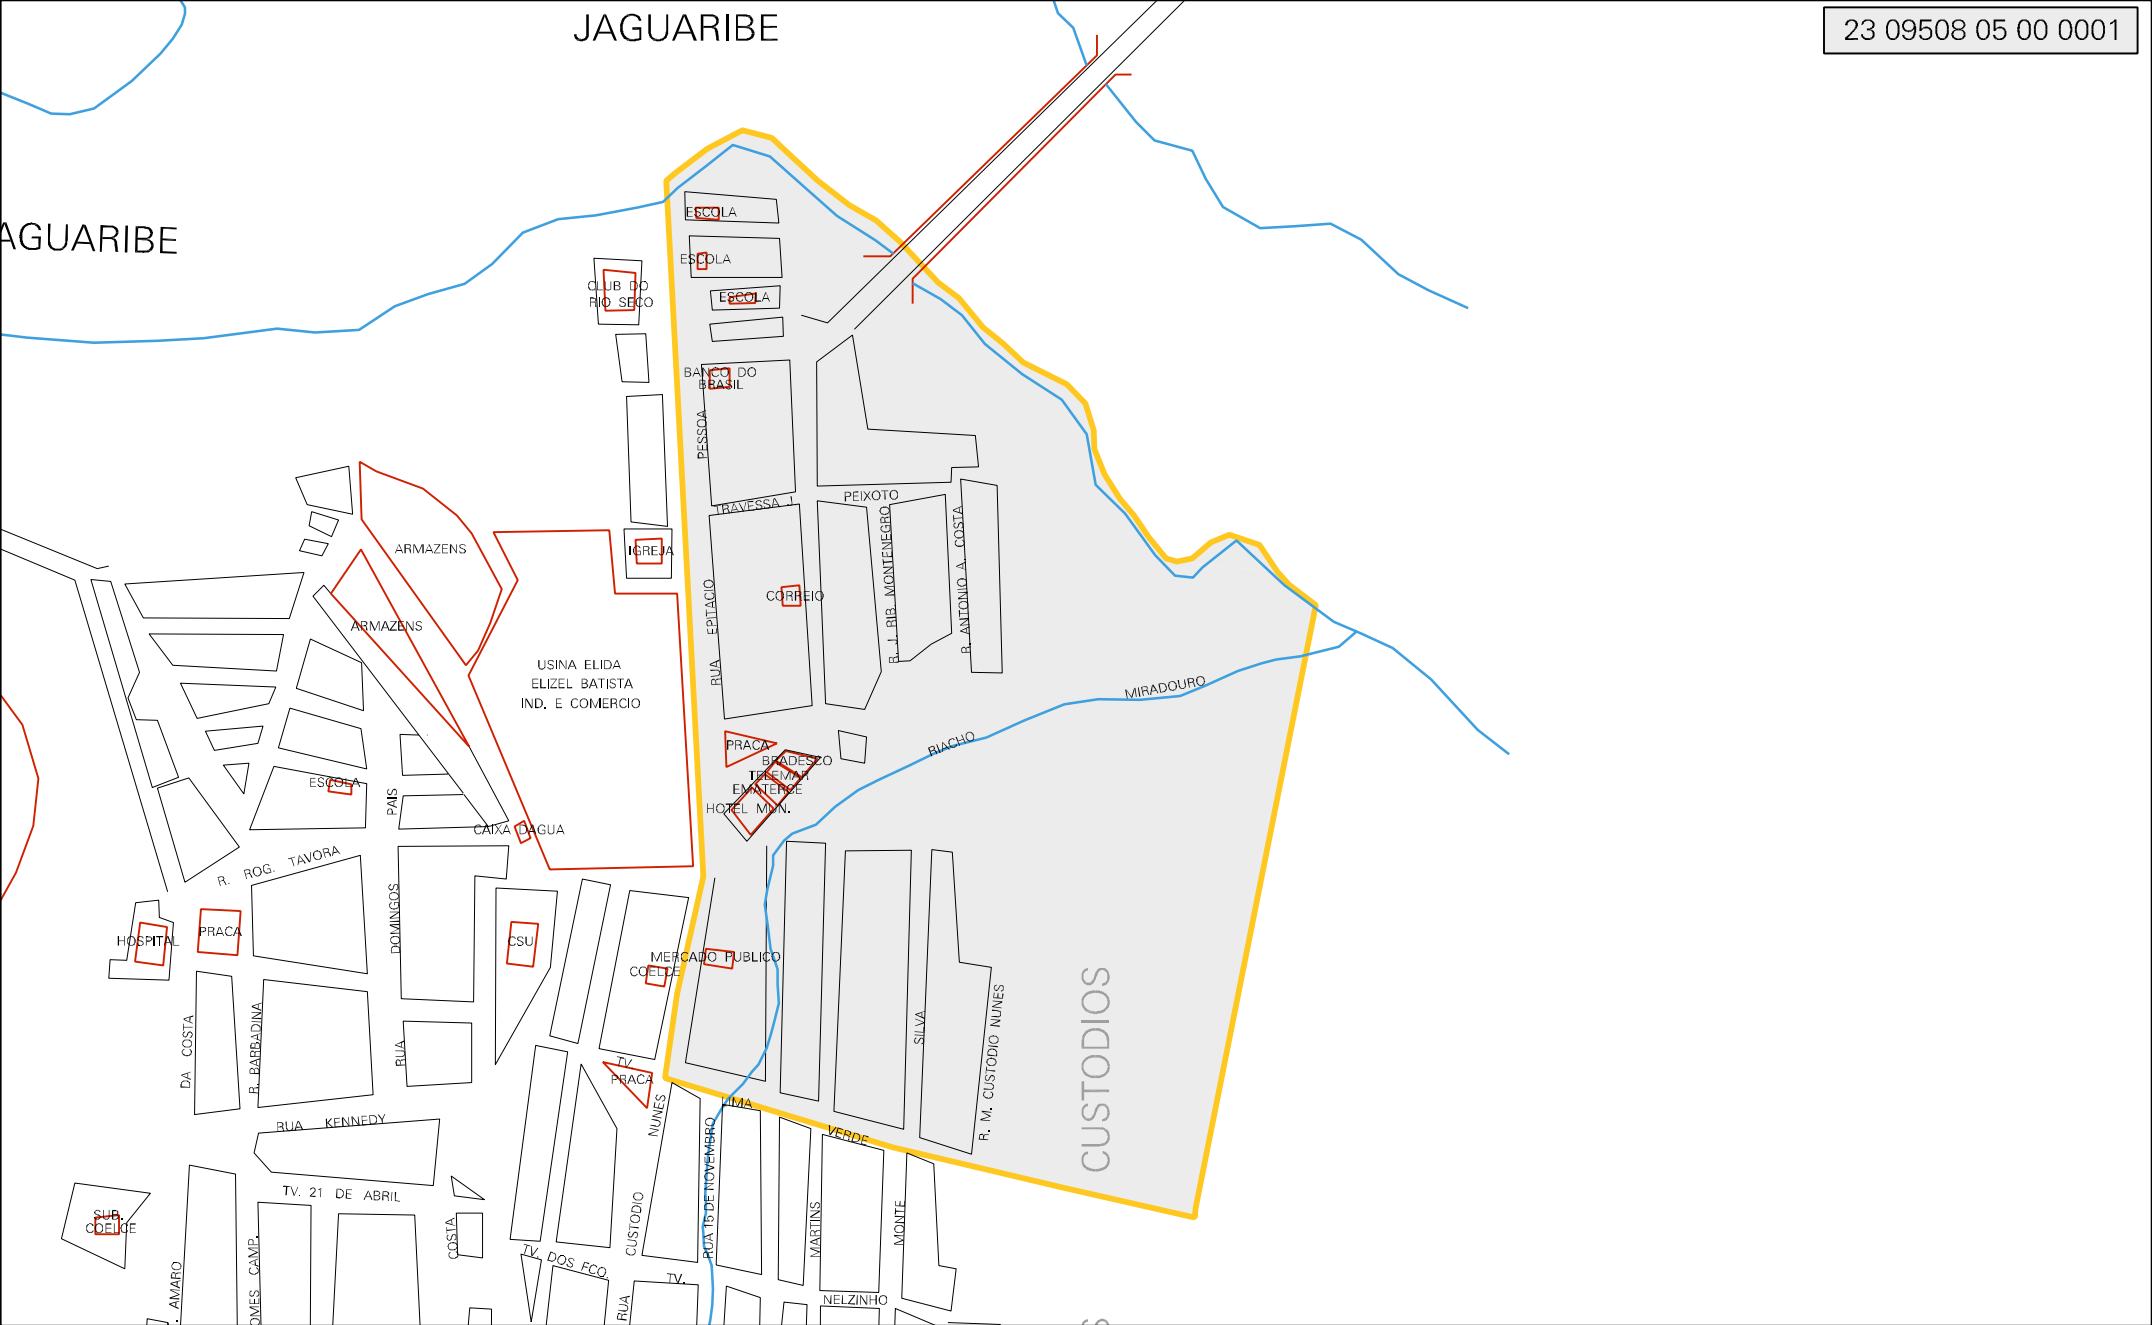 JAGUARIBE
23 09508 05 00 0001
AGUARIBE
ESCOLA
ESCOLA
CLUB DO
RIO SECO
ESCOLA
BANCO DO
BRASIL
PESSOA
TRAVESSA J.
PEIXOTO
ARMAZENS
IGREJA
R. J. RIB. MONTENEGRO
R. ANTONIO A. COSTA
RUA EPITACIO
CORREIO
ARMAZENS
USINA ELIDA
ELIZEL BATISTA
IND. E COMERCIO
RIACHO MIRADOURO
PRACA
BRADESCO
TELEMAR
EMATERCE
HOTEL MUN.
ESCOLA
PAIS
CAIXA DAGUA
R. ROG. TAVORA
DOMINGOS
HOSPITAL
PRACA
CSU
MERCADO PUBLICO
COELCE
CUSTODIOS
DA COSTA
R. BARBADINA
RUA
SILVA
R. M. CUSTODIO NUNES
TV.
PRACA
NUNES
IMA
VERDE
RUA KENNEDY
RUA 15 DE NOVEMBRO
TV. 21 DE ABRIL
SUB.
COELCE
COSTA
CUSTODIO
MARTINS
MONTE
TV. DOS FCO.
TV.
NELZINHO
. AMARO
OMES CAMP.
RUA
S